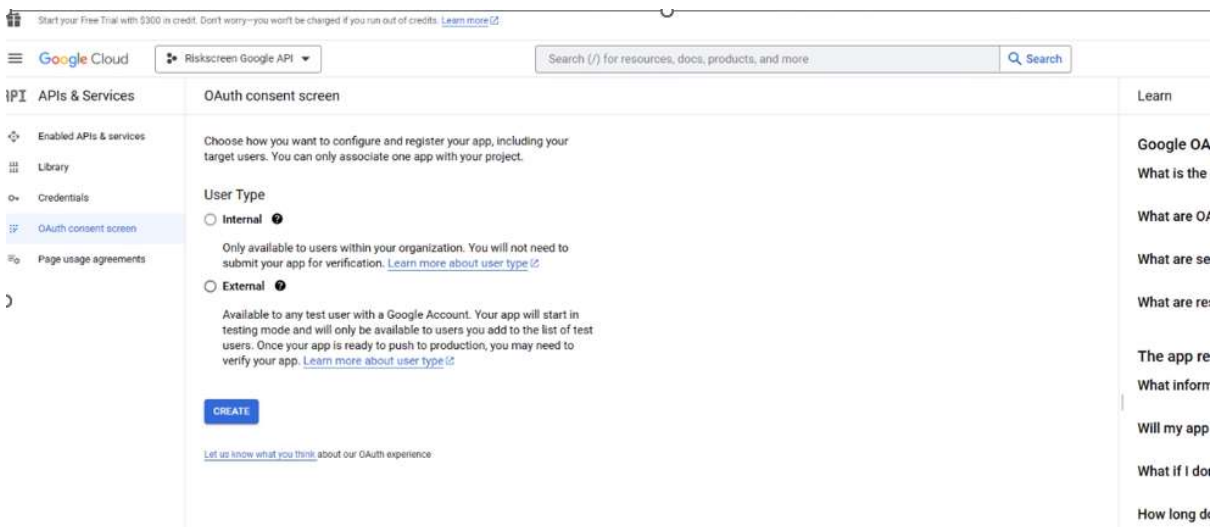 Start your Free Trial with $300 in credit. Don't worry—you won't be charged if you run out of credits. Learn more
Google Cloud
Riskscreen Google API
Search (/) for resources, docs, products, and more
Search
API APIs & Services
OAuth consent screen
Learn
Enabled APIs & services
Library
Credentials
OAuth consent screen
Page usage agreements
Choose how you want to configure and register your app, including your
target users. You can only associate one app with your project.
User Type
Internal
Only available to users within your organization. You will not need to
submit your app for verification. Learn more about user type
External
Available to any test user with a Google Account. Your app will start in
testing mode and will only be available to users you add to the list of test
users. Once your app is ready to push to production, you may need to
verify your app. Learn more about user type
CREATE
Let us know what you think about our OAuth experience
Google OA
What is the
What are OA
What are se
What are res
The app re
What inform
Will my app
What if I don
How long do